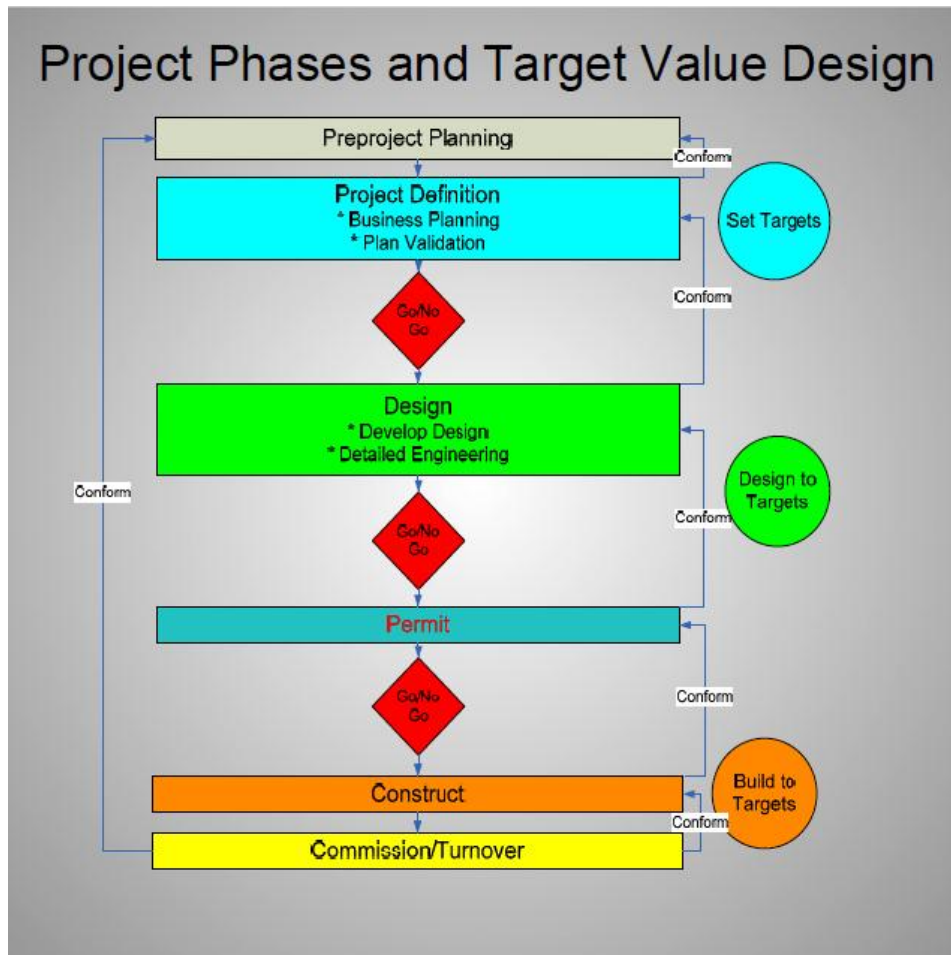 Project Phases and Target Value Design
Preproject Planning
Conform
Project Definition
* Business Planning
* Plan Validation
Set Targets
Conform
Go/No
Go
Design
* Develop Design
* Detailed Engineering
Conform
Design to
Targets
Conform
Go/No
Go
Permit
Go/No
Go
Conform
Construct
Build to
Targets
Conform
Commission/Turnover